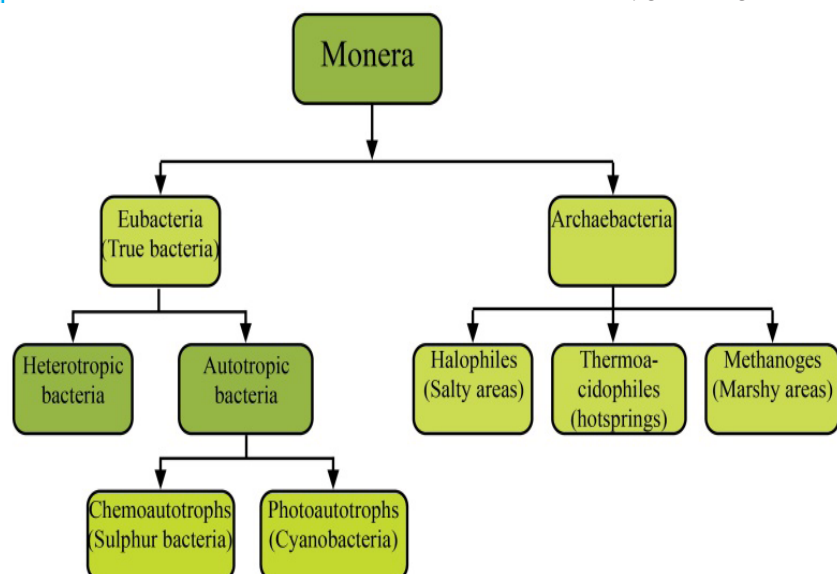 Monera
Eubacteria
(True bacteria)
Archaebacteria
Heterotropic
bacteria
Autotropic
bacteria
Halophiles
(Salty areas)
Thermoa-
cidophiles
(hotsprings)
Methanoges
(Marshy areas)
Chemoautotrophs
(Sulphur bacteria)
Photoautotrophs
(Cyanobacteria)